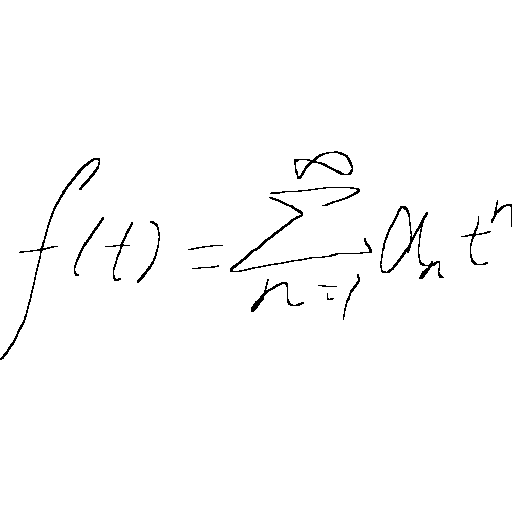 f(t) = \sum_{n=1}^{\infty} a_n t^n